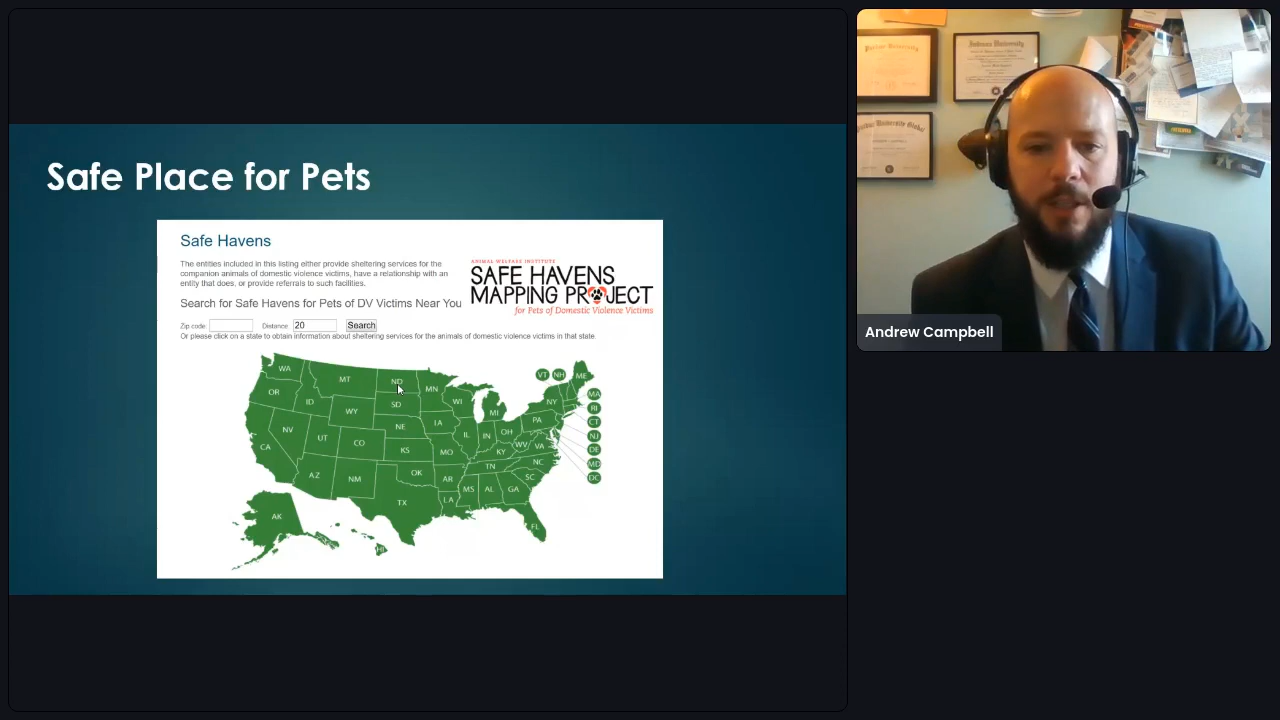 Safe Place for Pets
Safe Havens
The entities included in this listing either provide sheltering services for the
companion animals of domestic violence victims, have a relationship with an
entity that does, or provide referrals to such facilities.
ANIMAL WELFARE INSTITUTE
SAFE HAVENS
MAPPING PROJECT
for Pets of Domestic Violence Victims
Search for Safe Havens for Pets of DV Victims Near You
Zip code: Distance: 20 Search
Or please click on a state to obtain information about sheltering services for the animals of domestic violence victims in that state.
WA MT ND MN VT NH ME
OR ID WY SD WI MI NY MA
RI
NV UT CO NE IA IL IN OH PA CT
NJ
CA KS MO KY WV VA DE
MD
AZ NM OK AR TN NC DC
TX LA MS AL GA SC
AK HI FL
Purdue University
Indiana University
Purdue University Global
Andrew Campbell